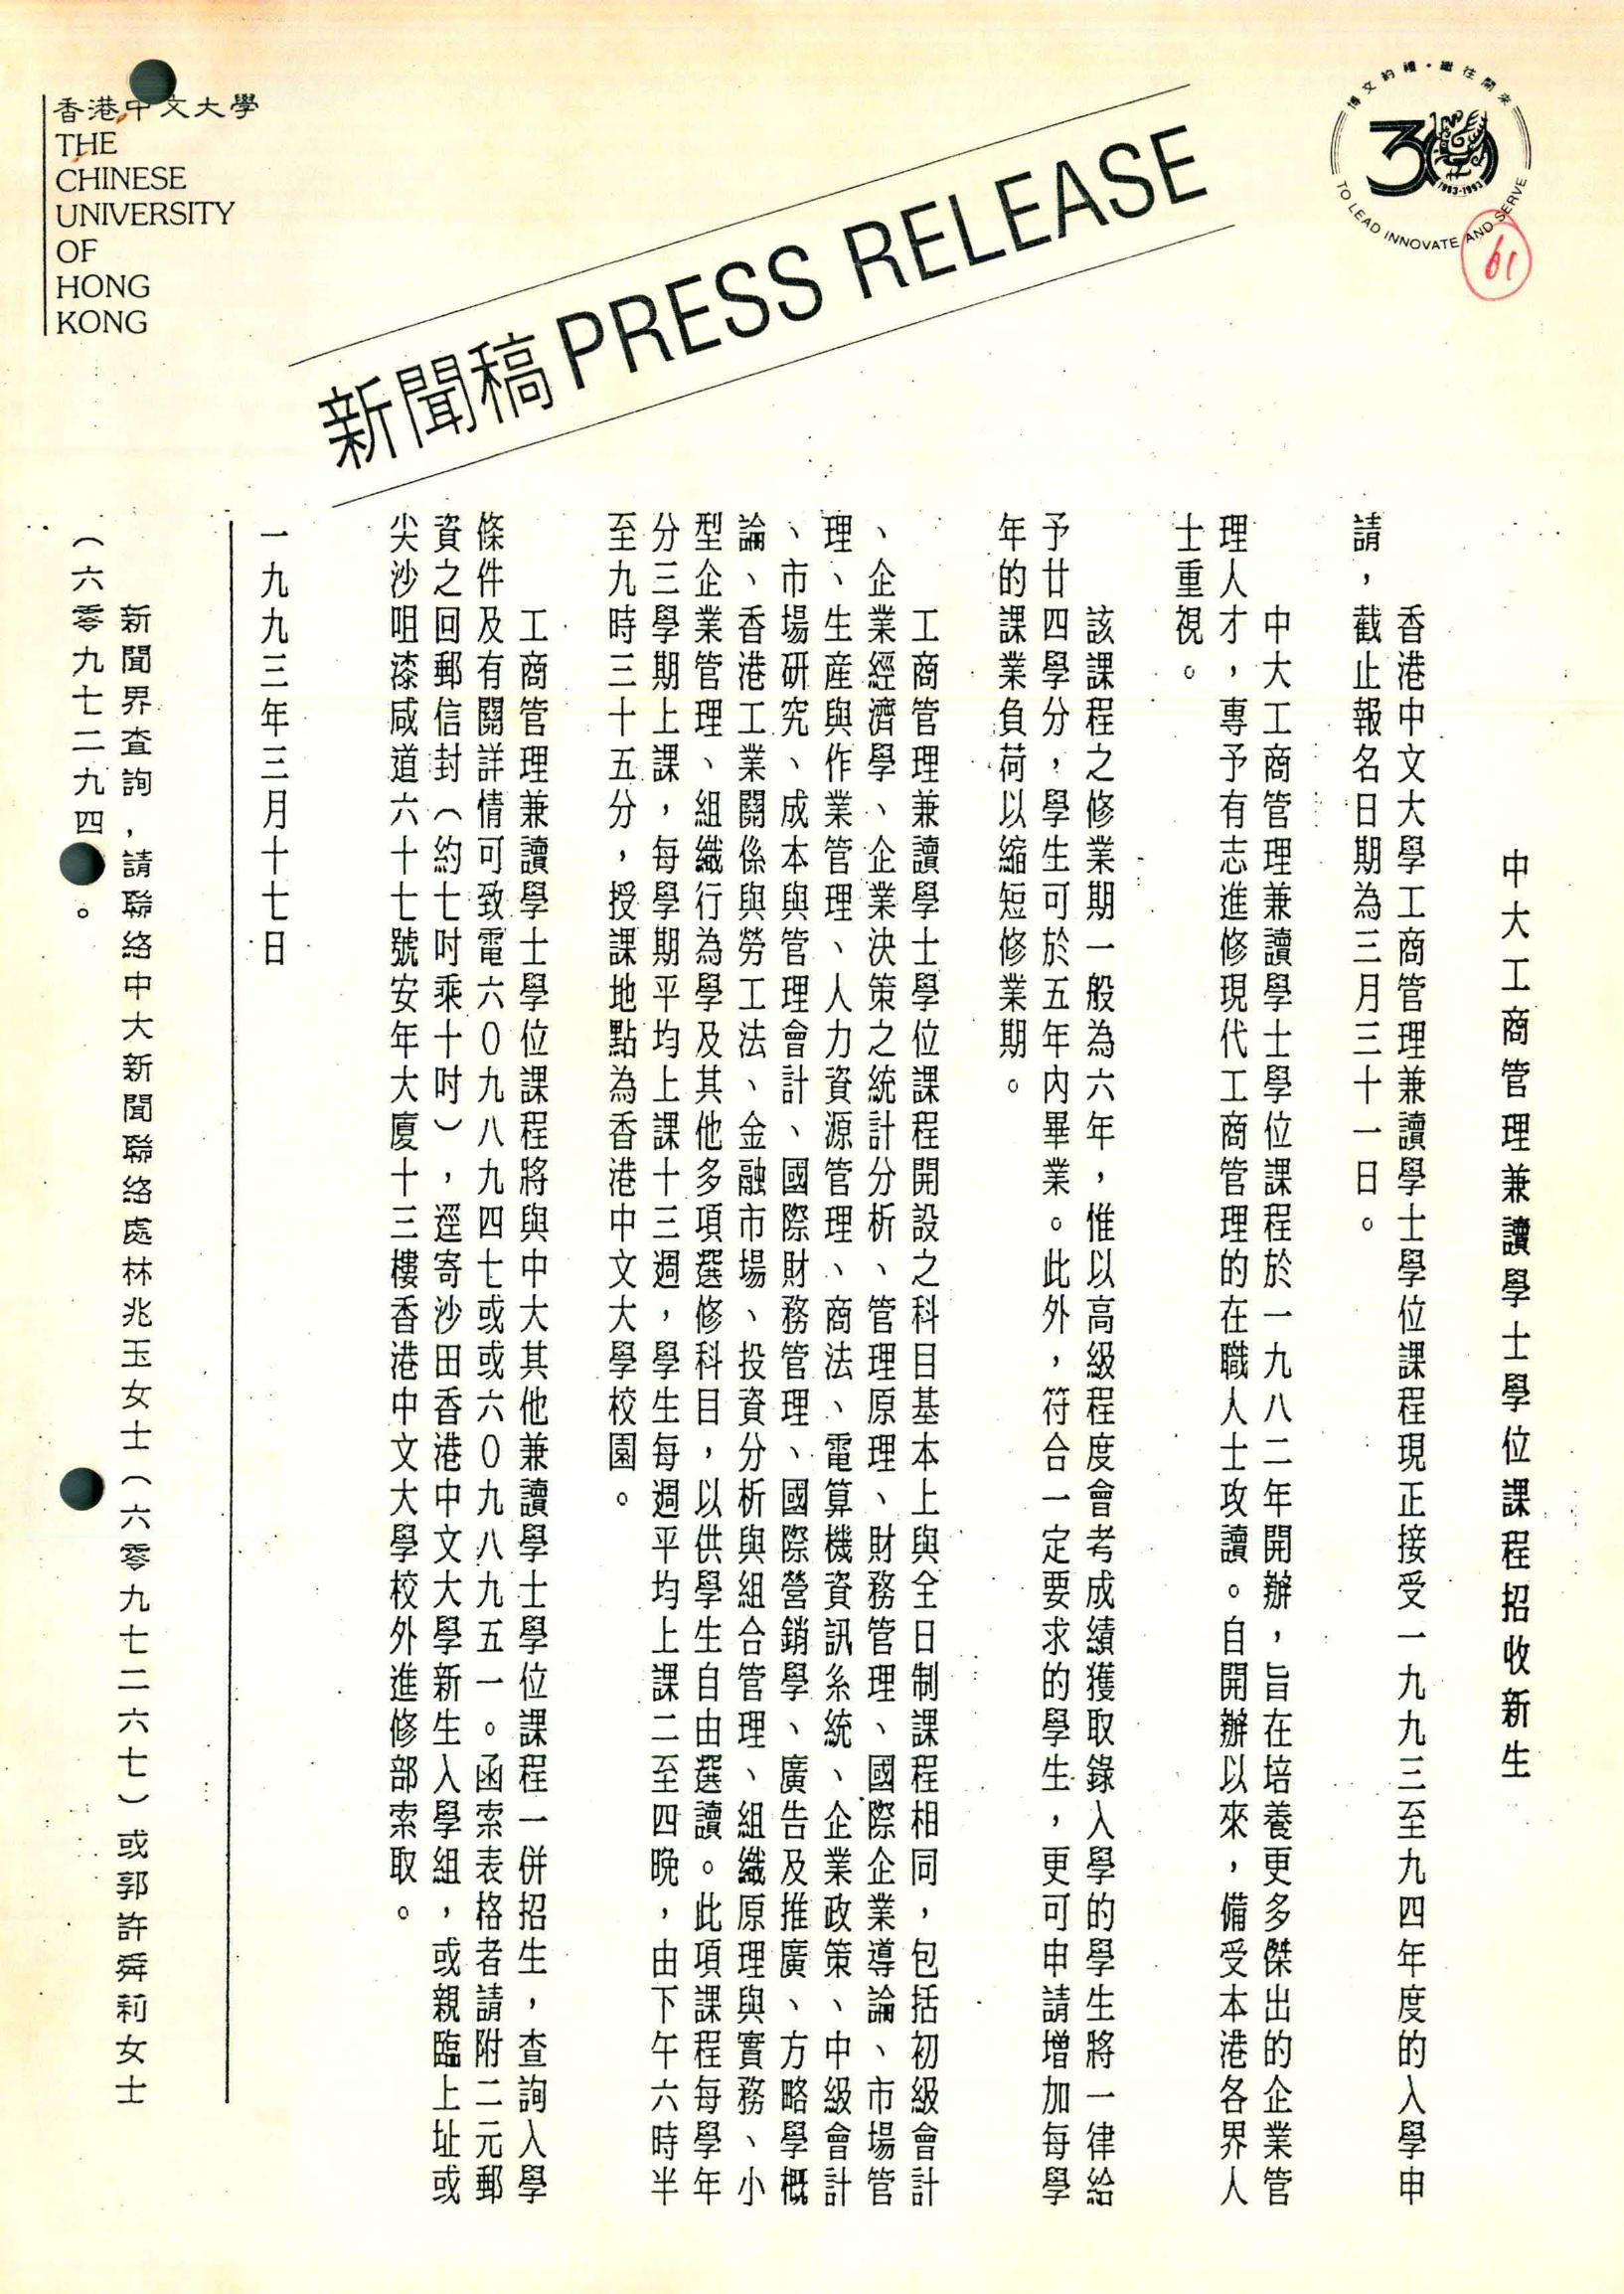 香港中文大學
THE
CHINESE
UNIVERSITY
OF
HONG
KONG
新聞稿 PRESS RELEASE
博文約禮・繼往開來
30
1963-1993
TO LEAD INNOVATE AND SERVE
61
中大工商管理兼讀學士學位課程招收新生
香港中文大學工商管理兼讀學士學位課程現正接受一九九三至九四年度的入學申
請，截止報名日期為三月三十一日。
中大工商管理兼讀學士學位課程於一九八二年開辦，旨在培養更多傑出的企業管
理人才，專予有志進修現代工商管理的在職人士攻讀。自開辦以來，備受本港各界人
士重視。
該課程之修業期一般為六年，惟以高級程度會考成績獲取錄入學的學生將一律給
予廿四學分，學生可於五年內畢業。此外，符合一定要求的學生，更可申請增加每學
年的課業負荷以縮短修業期。
工商管理兼讀學士學位課程開設之科目基本上與全日制課程相同，包括初級會計
、企業經濟學、企業決策之統計分析、管理原理、財務管理、國際企業導論、市場管
理、生產與作業管理、人力資源管理、商法、電算機資訊系統、企業政策、中級會計
、市場研究、成本與管理會計、國際財務管理、國際營銷學、廣告及推廣、方略學概
論、香港工業關係與勞工法、金融市場、投資分析與組合管理、組織原理與實務、小
型企業管理、組織行為學及其他多項選修科目，以供學生自由選讀。此項課程每學年
分三學期上課，每學期平均上課十三週，學生每週平均上課二至四晚，由下午六時半
至九時三十五分，授課地點為香港中文大學校園。
工商管理兼讀學士學位課程將與中大其他兼讀學士學位課程一併招生，查詢入學
條件及有關詳情可致電六０九八九四七或或六０九八九五一。函索表格者請附二元郵
資之回郵信封（約七吋乘十吋），逕寄沙田香港中文大學新生入學組，或親臨上址或
尖沙咀漆咸道六十七號安年大廈十三樓香港中文大學校外進修部索取。
一九九三年三月十七日
新聞界查詢，請聯絡中大新聞聯絡處林兆玉女士（六零九七二六七）或郭許舜莉女士
（六零九七二九四）。